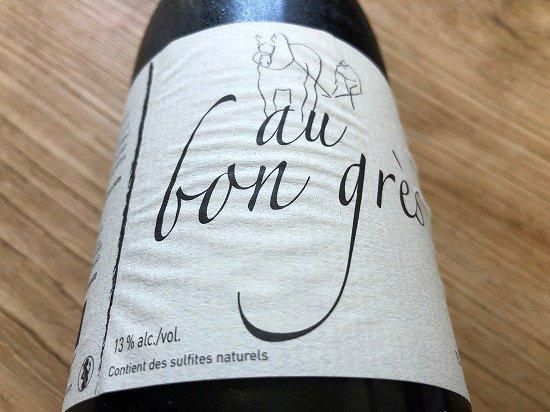 au
bon grès
13 % alc./vol.
Contient des sulfites naturels